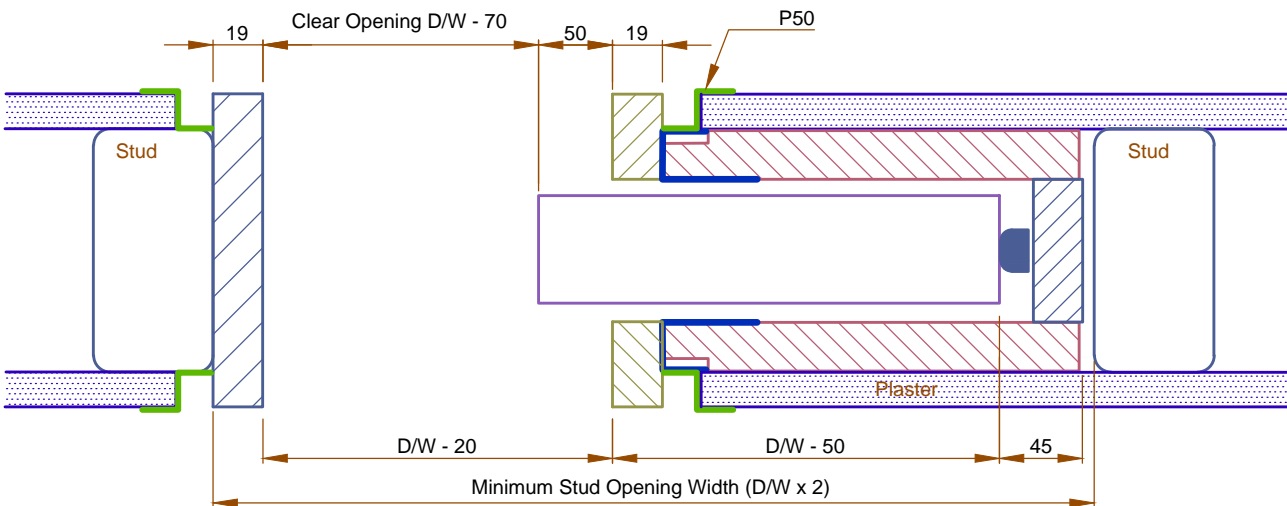 Clear Opening D/W - 70
P50
19
50
19
Stud
Stud
Plaster
D/W - 20
D/W - 50
45
Minimum Stud Opening Width (D/W x 2)